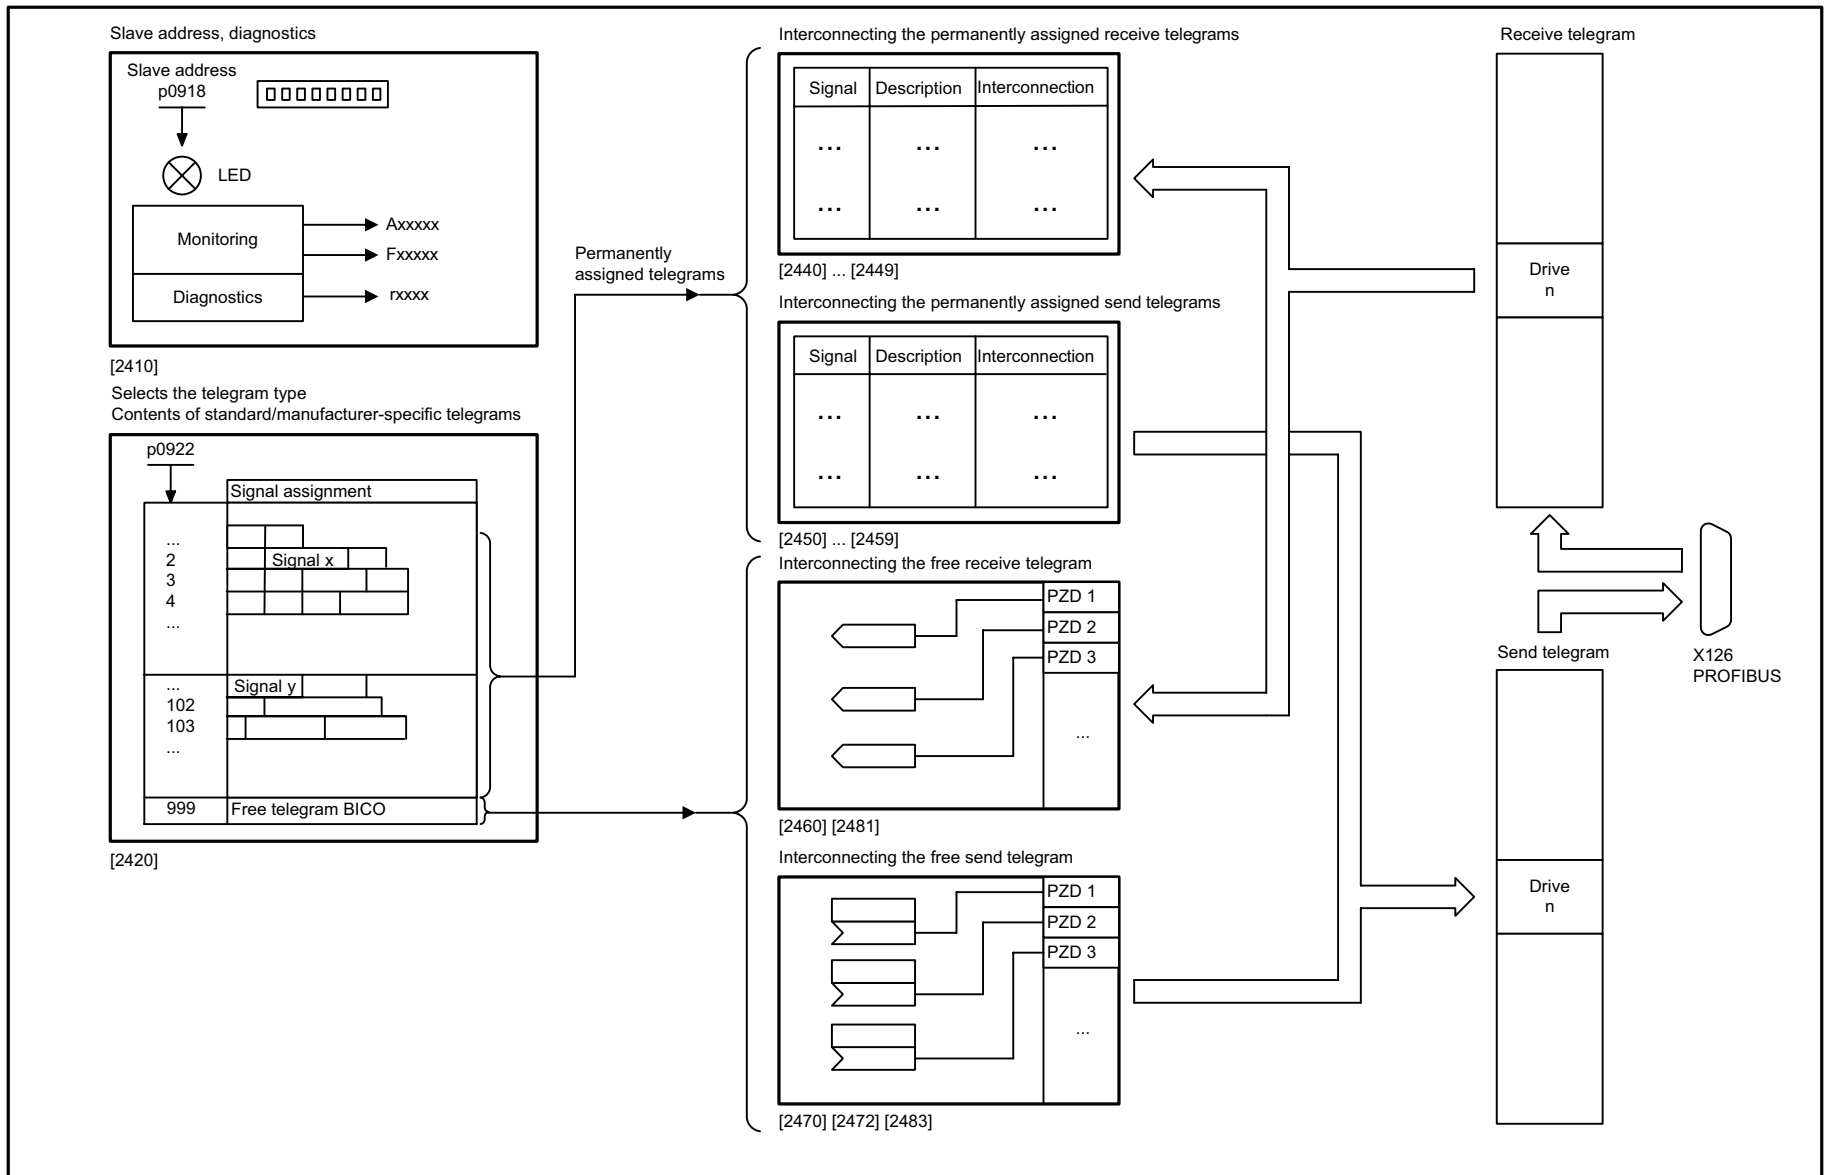 Slave address, diagnostics
Slave address
p0918
LED
Monitoring
Axxxxx
Fxxxxx
Diagnostics
rxxxx
[2410]
Selects the telegram type
Contents of standard/manufacturer-specific telegrams
p0922
Signal assignment
...
2
Signal x
3
4
...
...
Signal y
102
103
...
999
Free telegram BICO
[2420]
Permanently
assigned telegrams
Interconnecting the permanently assigned receive telegrams
Signal Description Interconnection
... ... ...
... ... ...
[2440] ... [2449]
Interconnecting the permanently assigned send telegrams
Signal Description Interconnection
... ... ...
... ... ...
[2450] ... [2459]
Interconnecting the free receive telegram
PZD 1
PZD 2
PZD 3
...
[2460] [2481]
Interconnecting the free send telegram
PZD 1
PZD 2
PZD 3
...
[2470] [2472] [2483]
Receive telegram
Drive
n
X126
PROFIBUS
Send telegram
Drive
n